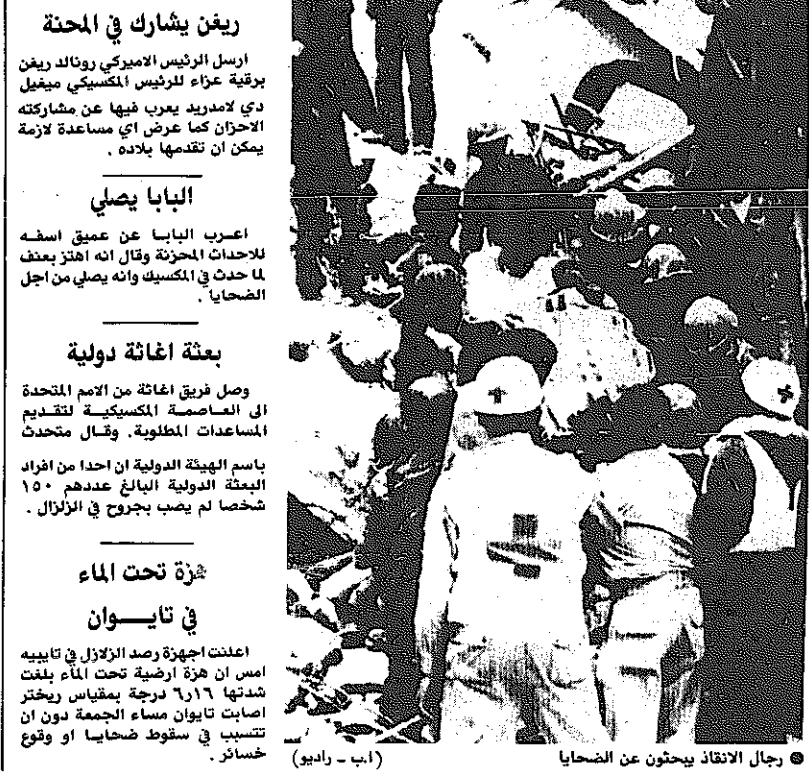 ريغن يشارك في المحنة
ارسل الرئيس الاميركي رونالد ريغن
برقية عزاء للرئيس المكسيكي ميغيل
دي لامدريد يعرب فيها عن مشاركته
الاحزان كما عرض اي مساعدة لازمة
يمكن ان تقدمها بلاده .
البابا يصلي
اعرب البابا عن عميق اسفه
للاحداث المحزنة وقال انه اهتز بعنف
لما حدث في المكسيك وانه يصلي من اجل
الضحايا .
بعثة اغاثة دولية
وصل فريق اغاثة من الامم المتحدة
الى العاصمة المكسيكية لتقديم
المساعدات المطلوبة. وقال متحدث
باسم الهيئة الدولية ان احدا من افراد
البعثة الدولية البالغ عددهم ١٥٠
شخصا لم يصب بجروح في الزلزال .
هزة تحت الماء
في تايـــوان
اعلنت اجهزة رصد الزلازل في تايبيه
امس ان هزة ارضية تحت الماء بلغت
شدتها ١٦ر٦ درجة بمقياس ريختر
اصابت تايوان مساء الجمعة دون ان
تتسبب في سقوط ضحايا او وقوع
خسائر .
رجال الانقاذ يبحثون عن الضحايا
(ا.ب ـ راديو)